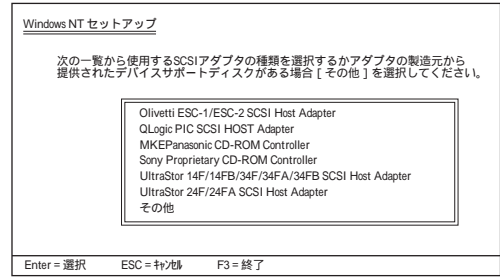 Windows NT セットアップ
次の一覧から使用するSCSIアダプタの種類を選択するかアダプタの製造元から
提供されたデバイスサポートディスクがある場合 [ その他 ] を選択してください。
Olivetti ESC-1/ESC-2 SCSI Host Adapter
QLogic PIC SCSI HOST Adapter
MKEPanasonic CD-ROM Controller
Sony Proprietary CD-ROM Controller
UltraStor 14F/14FB/34F/34FA/34FB SCSI Host Adapter
UltraStor 24F/24FA SCSI Host Adapter
その他
Enter = 選択 ESC = ｷｬﾝｾﾙ F3 = 終了